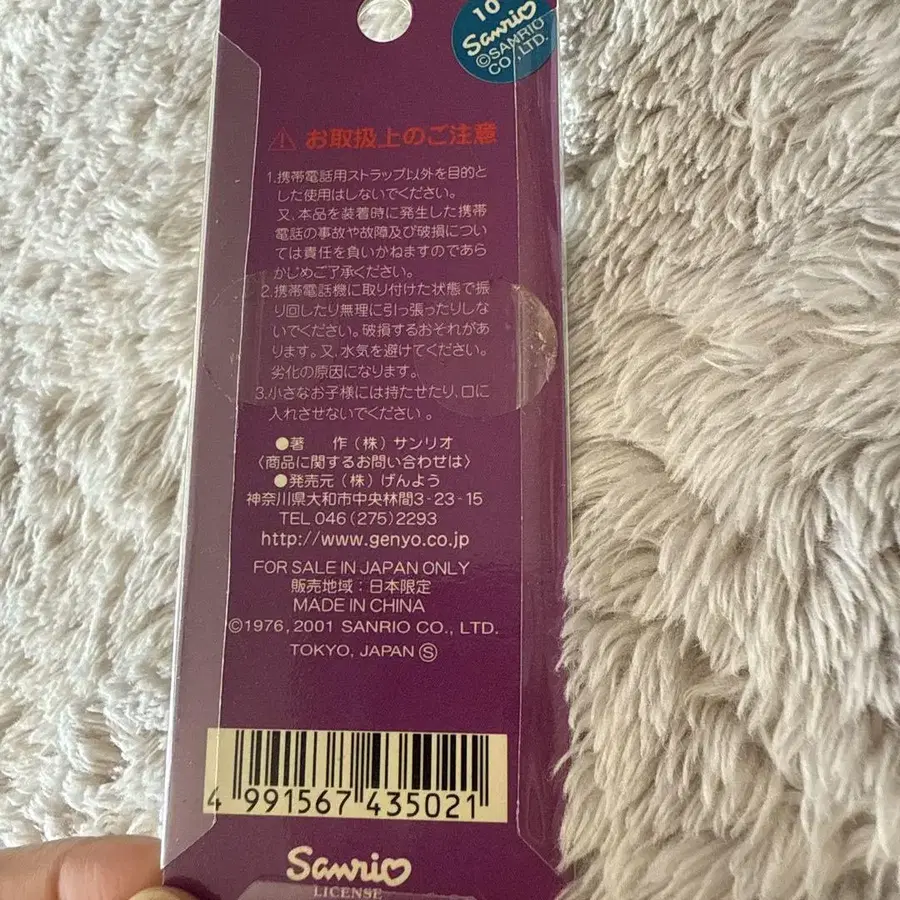 10
Sanrio
©SANRIO
CO.,LTD.
⚠ お取扱上のご注意
1.携帯電話用ストラップ以外を目的と
した使用はしないでください。
又,本品を装着時に発生した携帯
電話の事故や故障及び破損につい
ては責任を負いかねますのであら
かじめご了承ください。
2.携帯電話機に取り付けた状態で振
り回したり無理に引っ張ったりしな
いでください。破損するおそれがあ
ります。又,水気を避けてください。
劣化の原因になります。
3.小さなお子様には持たせたり,口に
入れさせないでください。
●著 作(株)サンリオ
〈商品に関するお問い合わせは〉
●発売元(株)げんよう
神奈川県大和市中央林間3-23-15
TEL 046(275)2293
http://www.genyo.co.jp
FOR SALE IN JAPAN ONLY
販売地域:日本限定
MADE IN CHINA
©1976, 2001 SANRIO CO., LTD.
TOKYO, JAPAN Ⓢ
4 991567 435021
Sanrio
LICENSE